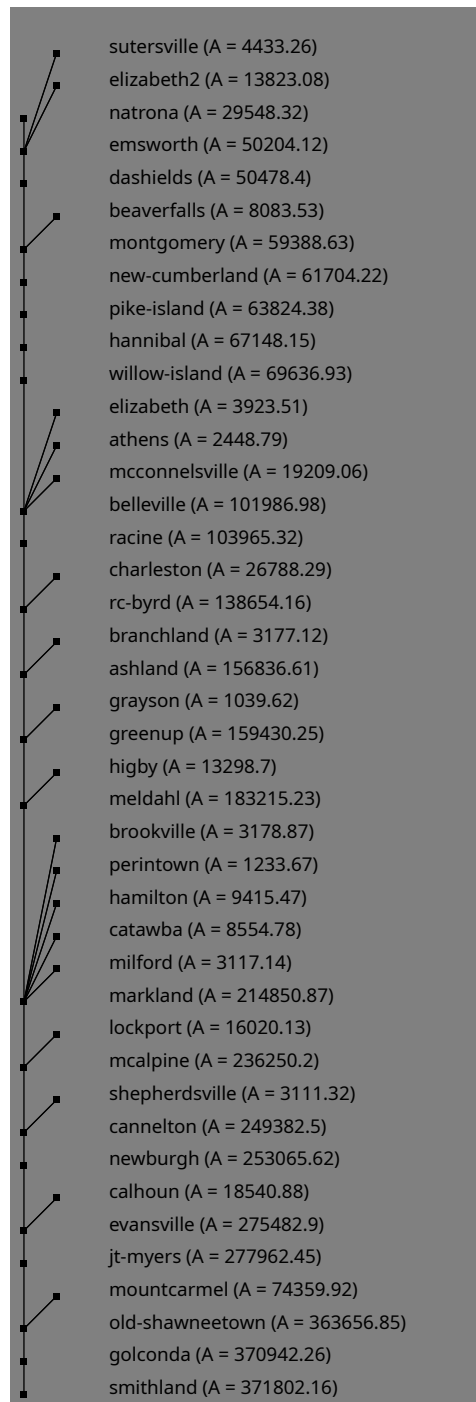 sutersville (A = 4433.26)
elizabeth2 (A = 13823.08)
natrona (A = 29548.32)
emsworth (A = 50204.12)
dashields (A = 50478.4)
beaverfalls (A = 8083.53)
montgomery (A = 59388.63)
new-cumberland (A = 61704.22)
pike-island (A = 63824.38)
hannibal (A = 67148.15)
willow-island (A = 69636.93)
elizabeth (A = 3923.51)
athens (A = 2448.79)
mcconnelsville (A = 19209.06)
belleville (A = 101986.98)
racine (A = 103965.32)
charleston (A = 26788.29)
rc-byrd (A = 138654.16)
branchland (A = 3177.12)
ashland (A = 156836.61)
grayson (A = 1039.62)
greenup (A = 159430.25)
higby (A = 13298.7)
meldahl (A = 183215.23)
brookville (A = 3178.87)
perintown (A = 1233.67)
hamilton (A = 9415.47)
catawba (A = 8554.78)
milford (A = 3117.14)
markland (A = 214850.87)
lockport (A = 16020.13)
mcalpine (A = 236250.2)
shepherdsville (A = 3111.32)
cannelton (A = 249382.5)
newburgh (A = 253065.62)
calhoun (A = 18540.88)
evansville (A = 275482.9)
jt-myers (A = 277962.45)
mountcarmel (A = 74359.92)
old-shawneetown (A = 363656.85)
golconda (A = 370942.26)
smithland (A = 371802.16)